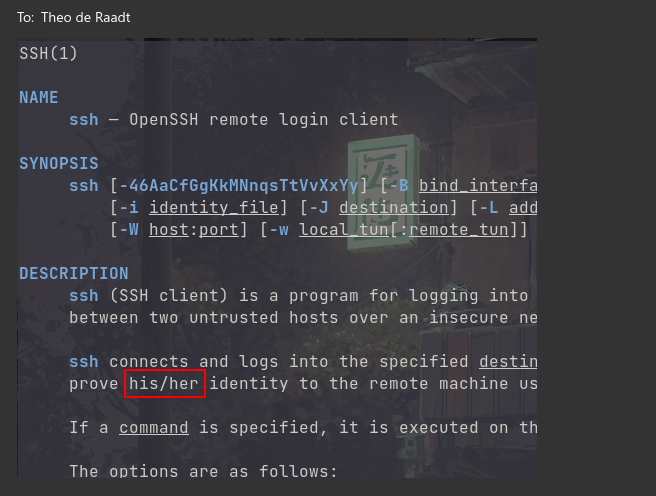 To: Theo de Raadt
SSH(1)
NAME
ssh — OpenSSH remote login client
SYNOPSIS
ssh [-46AaCfGgKkMNnqsTtVvXxYy] [-B bind_interfa
[-i identity_file] [-J destination] [-L add
[-W host:port] [-w local_tun[:remote_tun]]
DESCRIPTION
ssh (SSH client) is a program for logging into
between two untrusted hosts over an insecure ne
ssh connects and logs into the specified destin
prove his/her identity to the remote machine us
If a command is specified, it is executed on th
The options are as follows: